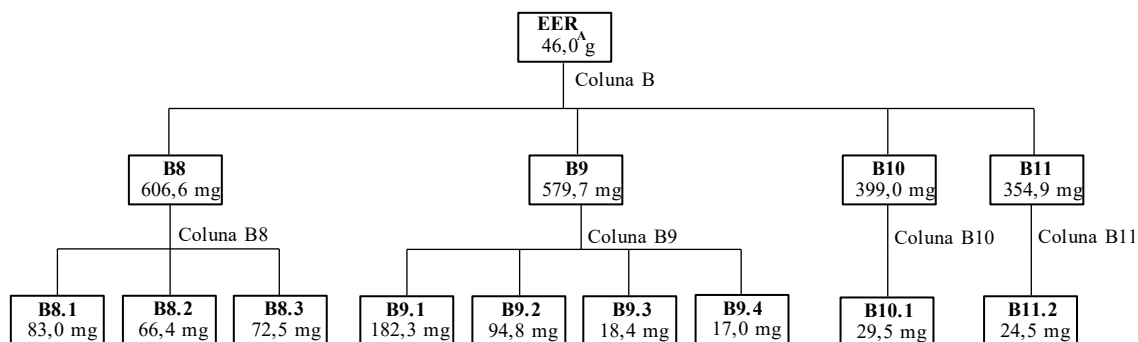 EER
A
46,0 g
Coluna B
B8
606,6 mg
B9
579,7 mg
B10
399,0 mg
B11
354,9 mg
Coluna B8
Coluna B9
Coluna B10
Coluna B11
B8.1
83,0 mg
B8.2
66,4 mg
B8.3
72,5 mg
B9.1
182,3 mg
B9.2
94,8 mg
B9.3
18,4 mg
B9.4
17,0 mg
B10.1
29,5 mg
B11.2
24,5 mg